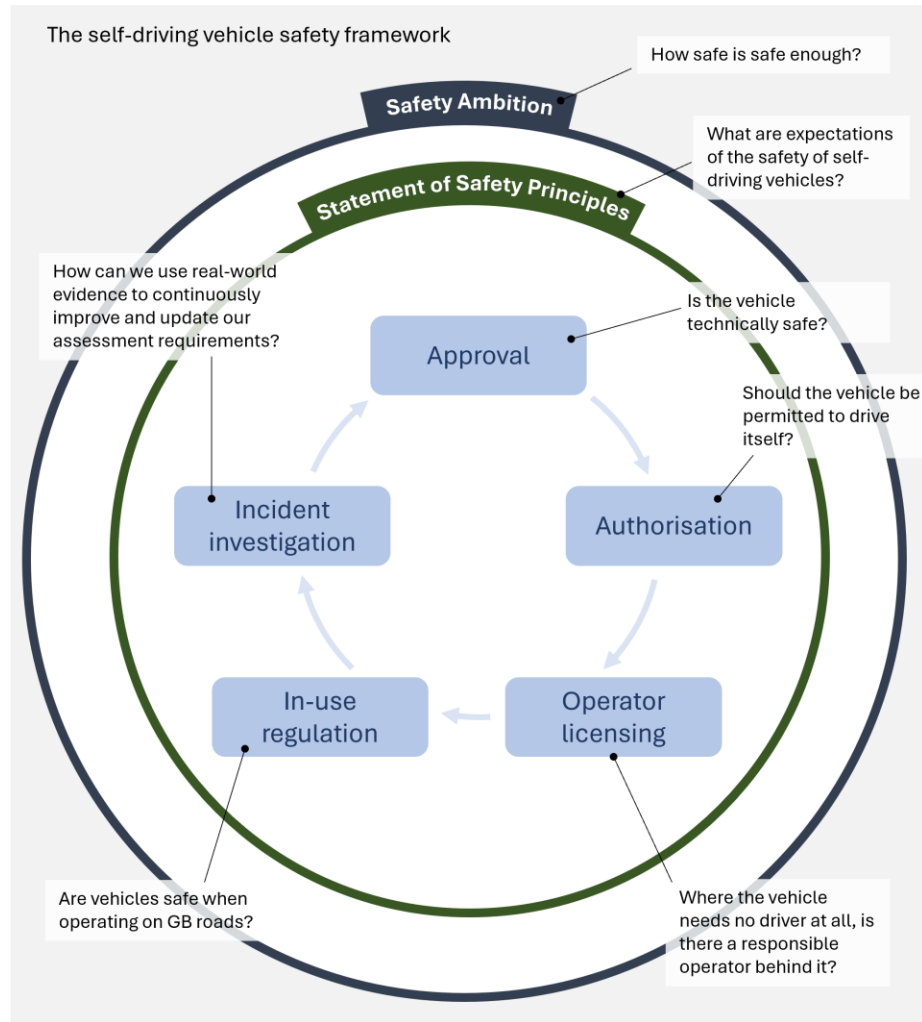 The self-driving vehicle safety framework
How safe is safe enough?
Safety Ambition
What are expectations
of the safety of self-
driving vehicles?
Statement of Safety Principles
How can we use real-world
evidence to continuously
improve and update our
assessment requirements?
Is the vehicle
technically safe?
Approval
Should the vehicle be
permitted to drive
itself?
Incident
investigation
Authorisation
In-use
regulation
Operator
licensing
Are vehicles safe when
operating on GB roads?
Where the vehicle
needs no driver at all, is
there a responsible
operator behind it?